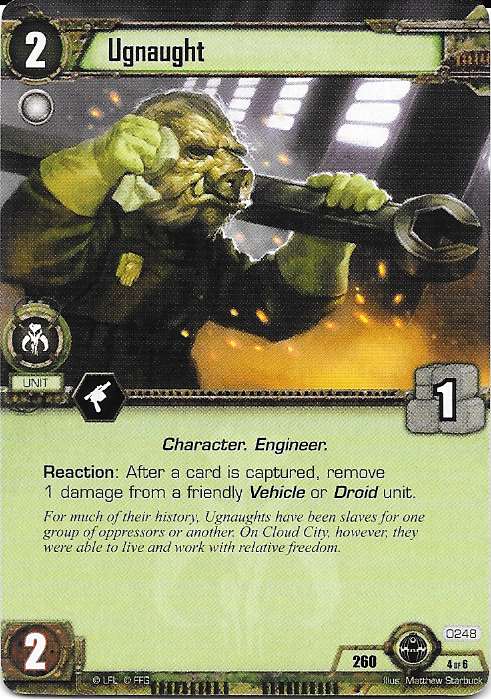 2
Ugnaught
UNIT
1
Character. Engineer.
Reaction: After a card is captured, remove
1 damage from a friendly Vehicle or Droid unit.
For much of their history, Ugnaughts have been slaves for one
group of oppressors or another. On Cloud City, however, they
were able to live and work with relative freedom.
0248
2
260
4 OF 6
© LFL © FFG
Illus. Matthew Starbuck